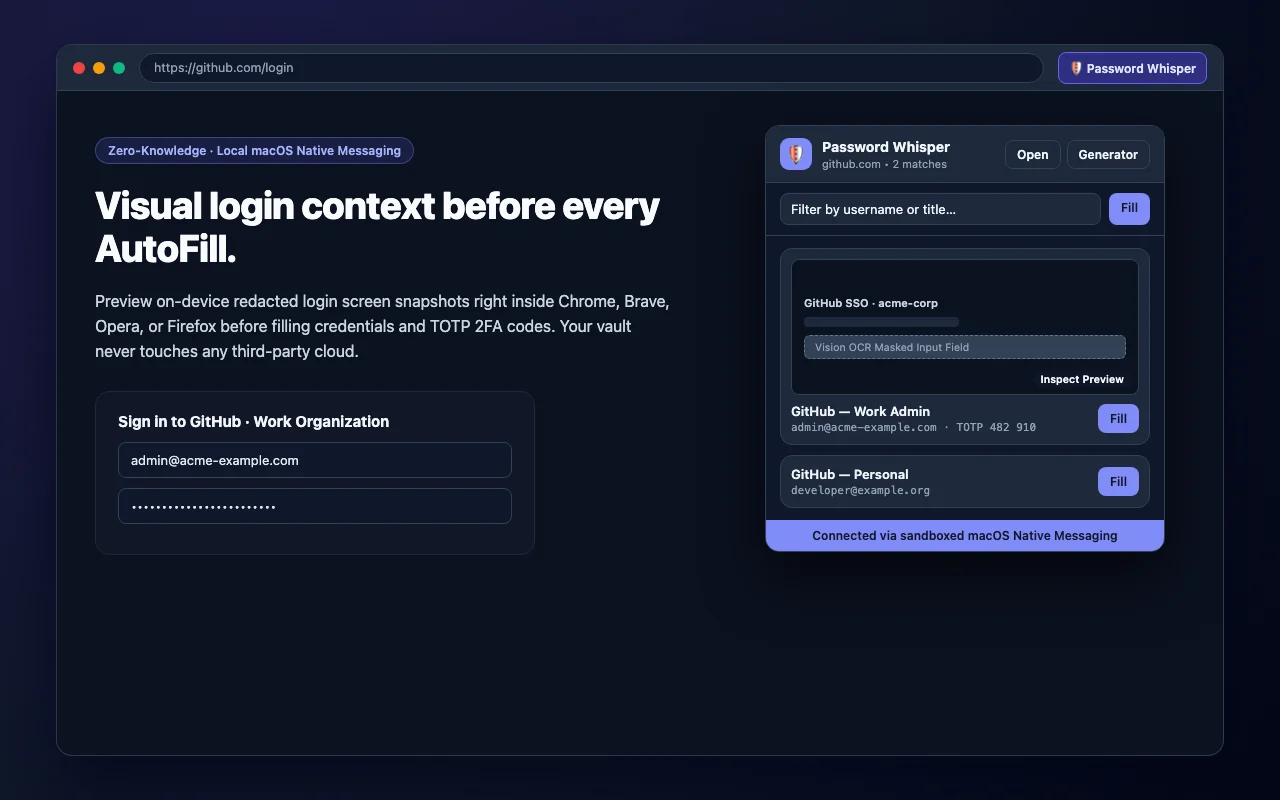 https://github.com/login
Password Whisper
Zero-Knowledge · Local macOS Native Messaging
Visual login context before every
AutoFill.
Preview on-device redacted login screen snapshots right inside Chrome, Brave,
Opera, or Firefox before filling credentials and TOTP 2FA codes. Your vault
never touches any third-party cloud.
Sign in to GitHub · Work Organization
admin@acme-example.com
••••••••••••••••••••••••
Password Whisper
github.com • 2 matches
Open
Generator
Filter by username or title...
Fill
GitHub SSO · acme-corp
Vision OCR Masked Input Field
Inspect Preview
GitHub — Work Admin
admin@acme-example.com · TOTP 482 910
Fill
GitHub — Personal
developer@example.org
Fill
Connected via sandboxed macOS Native Messaging